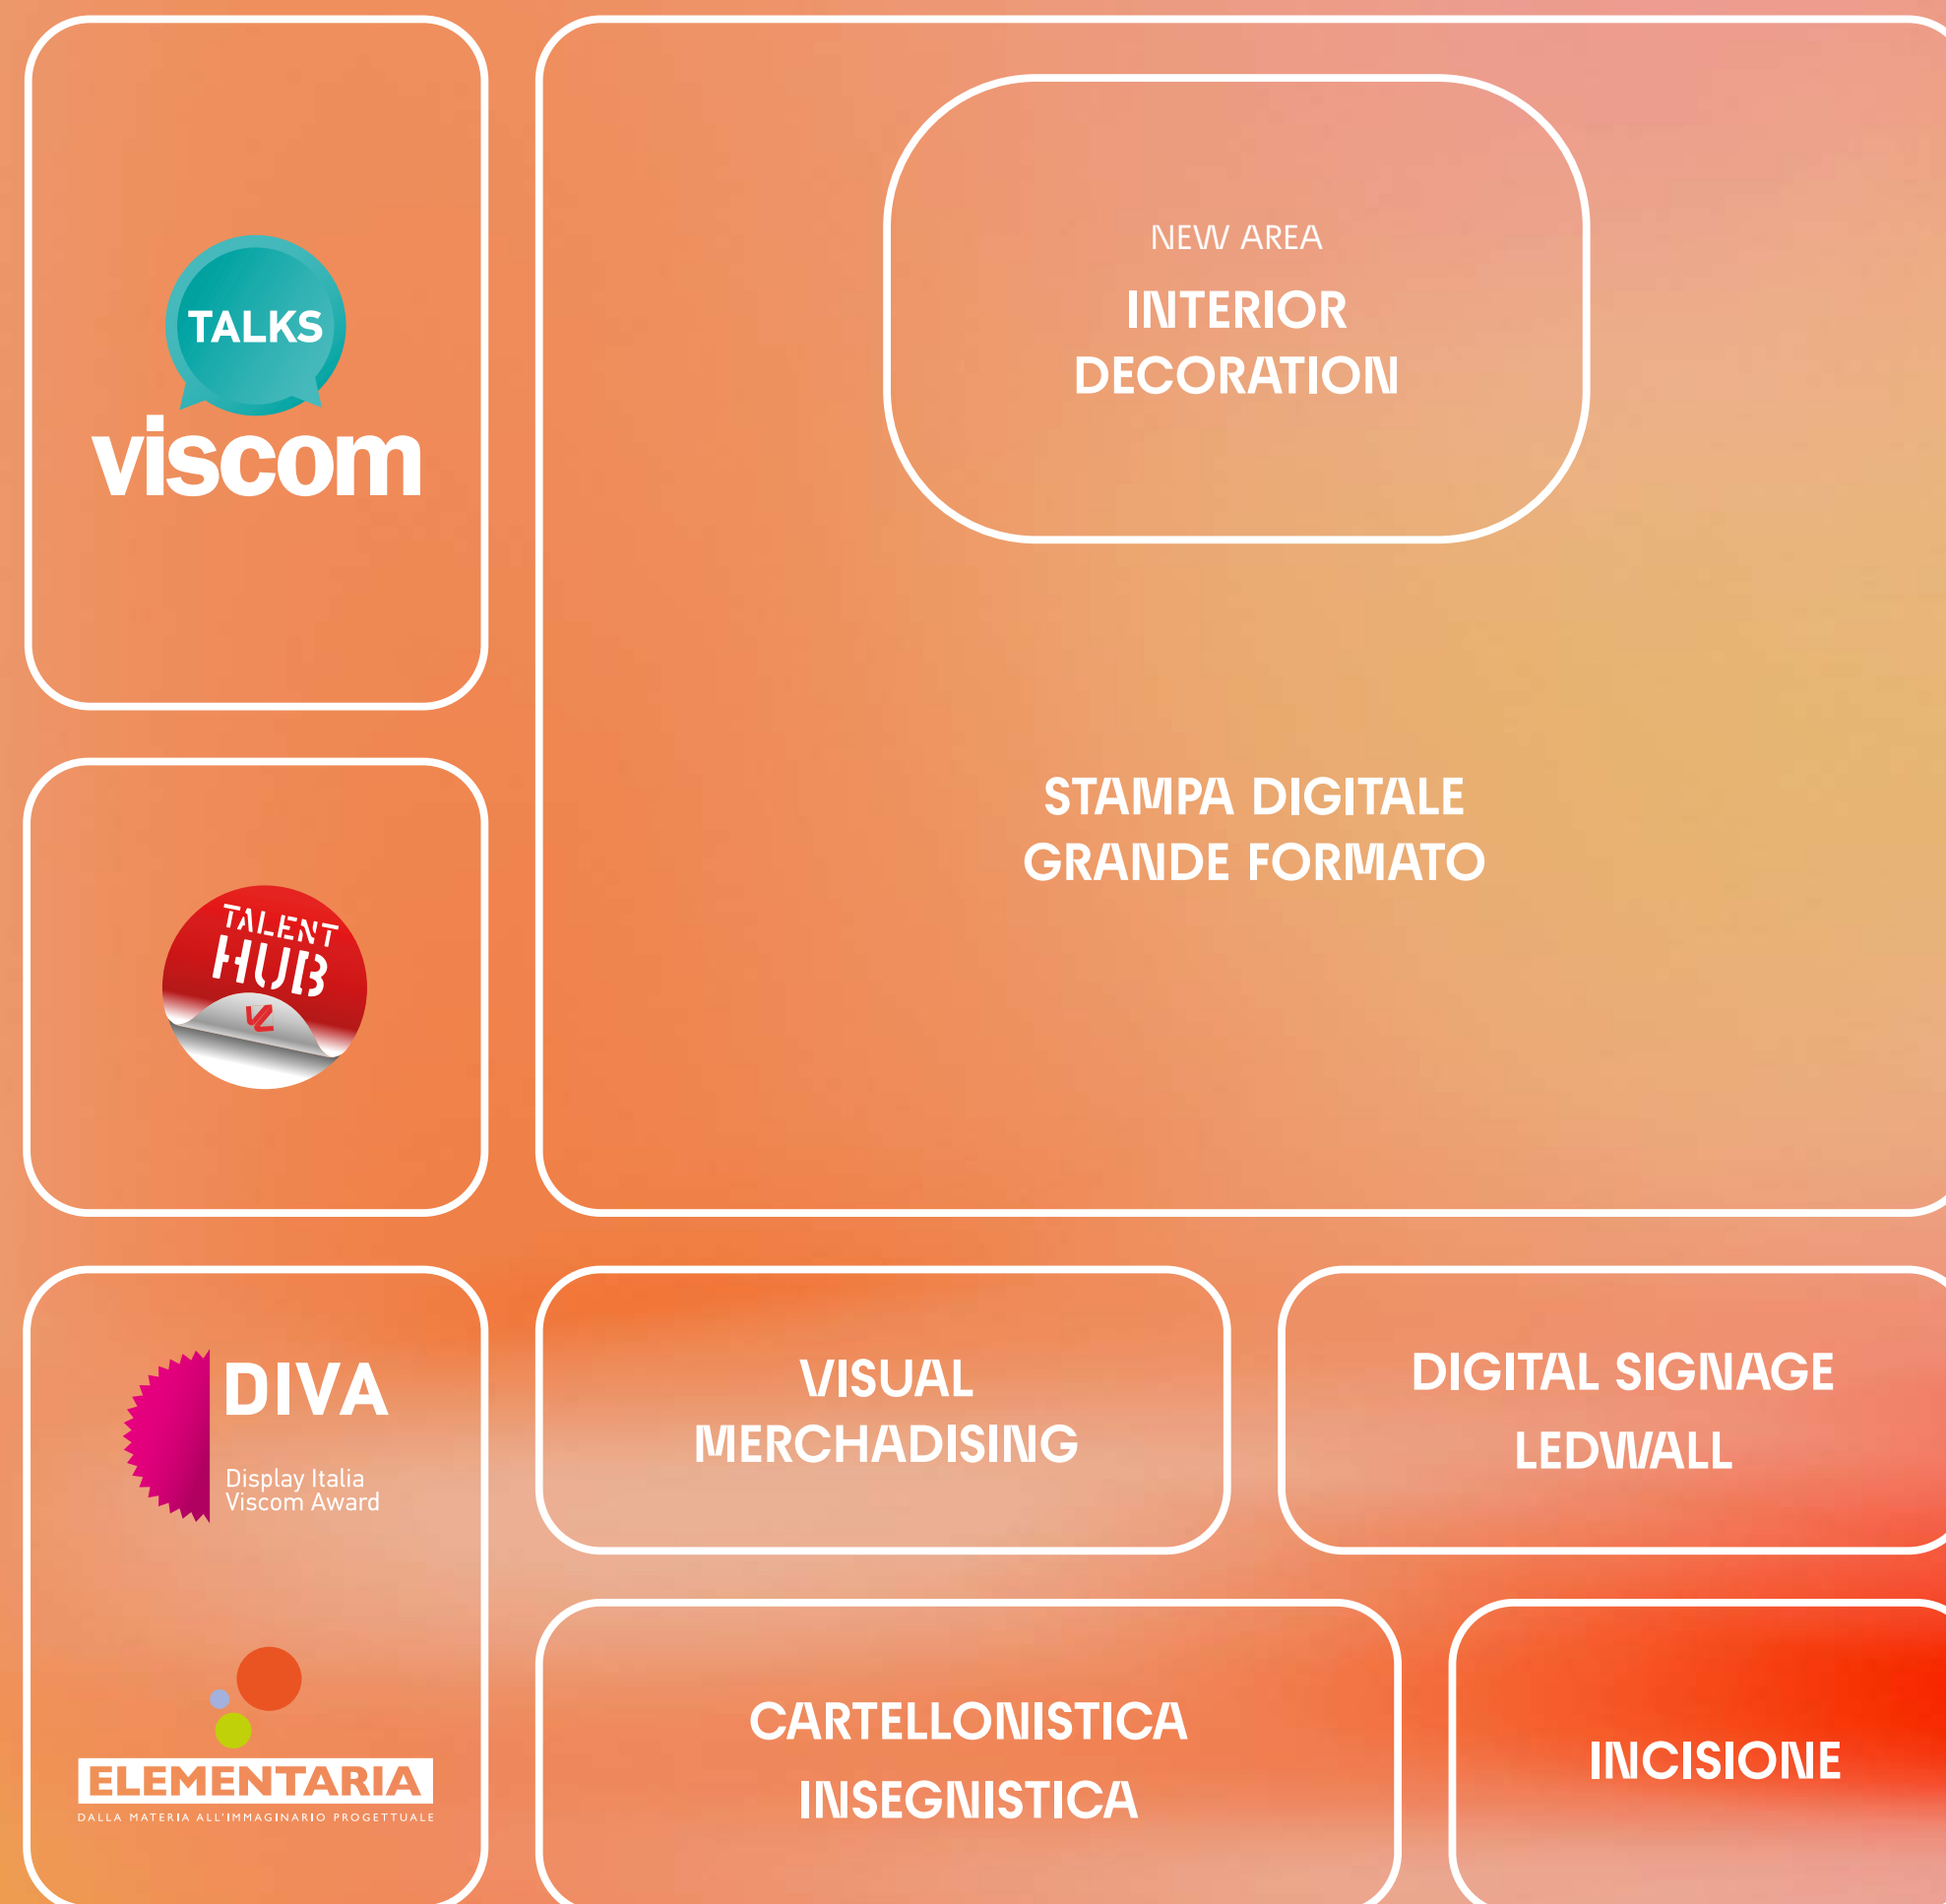 TALKS
viscom
NEW AREA
INTERIOR
DECORATION
STAMPA DIGITALE
GRANDE FORMATO
TALENT
HUB
DIVA
Display Italia
Viscom Award
ELEMENTARIA
DALLA MATERIA ALL'IMMAGINARIO PROGETTUALE
VISUAL
MERCHADISING
DIGITAL SIGNAGE
LEDWALL
CARTELLONISTICA
INSEGNISTICA
INCISIONE